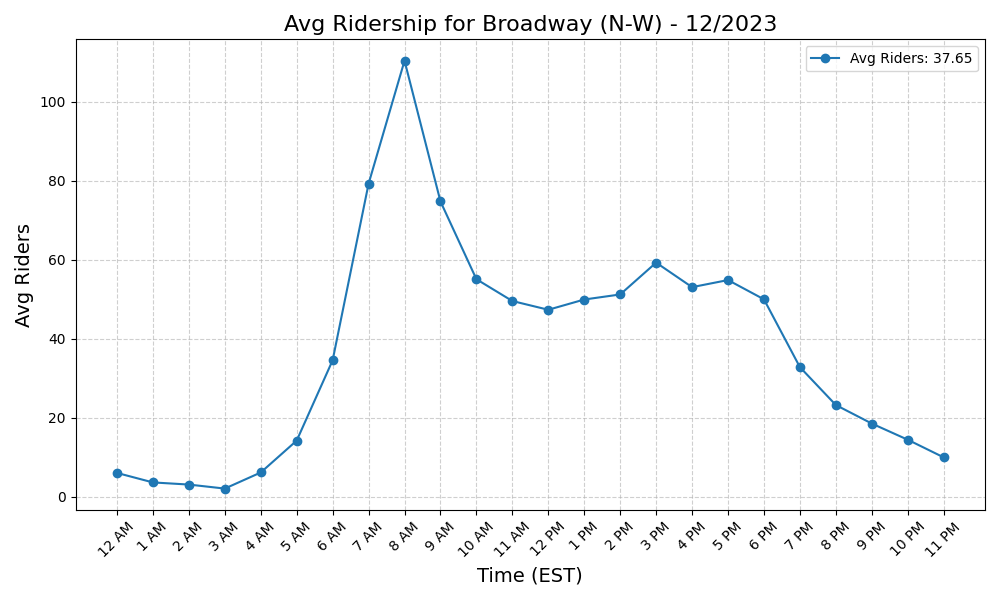 Avg Ridership for Broadway (N-W) - 12/2023
Avg Riders: 37.65
Avg Riders
100
80
60
40
20
0
12 AM
1 AM
2 AM
3 AM
4 AM
5 AM
6 AM
7 AM
8 AM
9 AM
10 AM
11 AM
12 PM
1 PM
2 PM
3 PM
4 PM
5 PM
6 PM
7 PM
8 PM
9 PM
10 PM
11 PM
Time (EST)